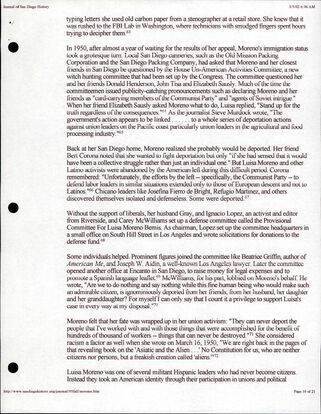 Journal of San Diego History
3/5/02 6:36 AM
typing letters she used old carbon paper from a stenographer at a retail store. She knew that it
was rushed to the FBI Lab in Washington, where technicians with smudged fingers spent hours
trying to decipher them.
In 1950, after almost a year of waiting for the results of her appeal, Moreno's immigration status
took a grotesque turn. Local San Diego canneries, such as the Old Mission Packing
Corporation and the San Diego Packing Company, had asked that Moreno and her closest
friends in San Diego be questioned by the House Un-American Activities Committee, a new
witch hunting committee that had been set up by the Congress. The committee questioned her
and her friends Donald Henderson, John Tisa and Elizabeth Sausly. Much of the time the
committeemen issued publicity-catching pronouncements such as declaring Moreno and her
friends as "card-carrying members of the Communist Party" and "agents of Soviet intrigue."
When her friend Elizabeth Sausly asked Moreno what to do, Luisa replied, "Stand up for the
truth regardless of the consequences." As the journalist Steve Murdock wrote, "The
government's action appears to be linked . . . . . . to a whole series of deportation actions
against union leaders on the Pacific coast particularly union leaders in the agricultural and food
processing industry."
Back at her San Diego home, Moreno realized she probably would be deported. Her friend
Bert Corona noted that she wanted to fight deportation but only "if she had sensed that it would
have been a collective struggle rather than just an individual one." But Luisa Moreno and other
Latino activists were abandoned by the American left during this difficult period. Corona
remembered: "Unfortunately, the efforts by the left – specifically, the Communist Party – to
defend labor leaders in similar situations extended only to those of European descent and not to
Latinos." Chicano leaders like Josefina Fierro de Bright, Refugio Martinez, and others
discovered themselves isolated and defenseless. Some were deported.
Without the support of liberals, her husband Gray, and Ignacio Lopez, an activist and editor
from Riverside, and Carey McWilliams set up a defense committee called the Provisional
Committee For Luisa Moreno Bemis. As chairman, Lopez set up the committee headquarters in
a small office on South Hill Street in Los Angeles and wrote solicitations for donations to the
defense fund.
Some individuals helped. Prominent figures joined the committee like Beatrice Griffin, author of
American Me, and Joseph W. Aidin, a well-known Los Angeles lawyer. Later the committee
opened another office at Encanto in San Diego, to raise money for legal expenses and to
promote a Spanish language leaflet. McWilliams, for his part, lobbied on Moreno's behalf. He
wrote, "Are we to do nothing and say nothing while this fine human being who would make such
an admirable citizen, is ignominiously deported from her friends, from her husband, her daughter
and her granddaughter? For myself I can only say that I count it a privilege to support Luisa's
case in every way at my disposal."
Moreno felt that her fate was wrapped up in her union activism: "They can never deport the
people that I've worked with and with those things that were accomplished for the benefit of
hundreds of thousand of workers – things that can never be destroyed." She considered
racism a factor as well when she wrote on March 16, 1950, "We are right back in the pages
of that revealing book on the 'Asiatic and the Alien . . .' No Constitution for us, who are neither
citizens nor persons, but a freakish creation called 'aliens.'"
Luisa Moreno was one of several militant Hispanic leaders who had never become citizens.
Instead they took an American identity through their participation in unions and political
Page 16 of 21